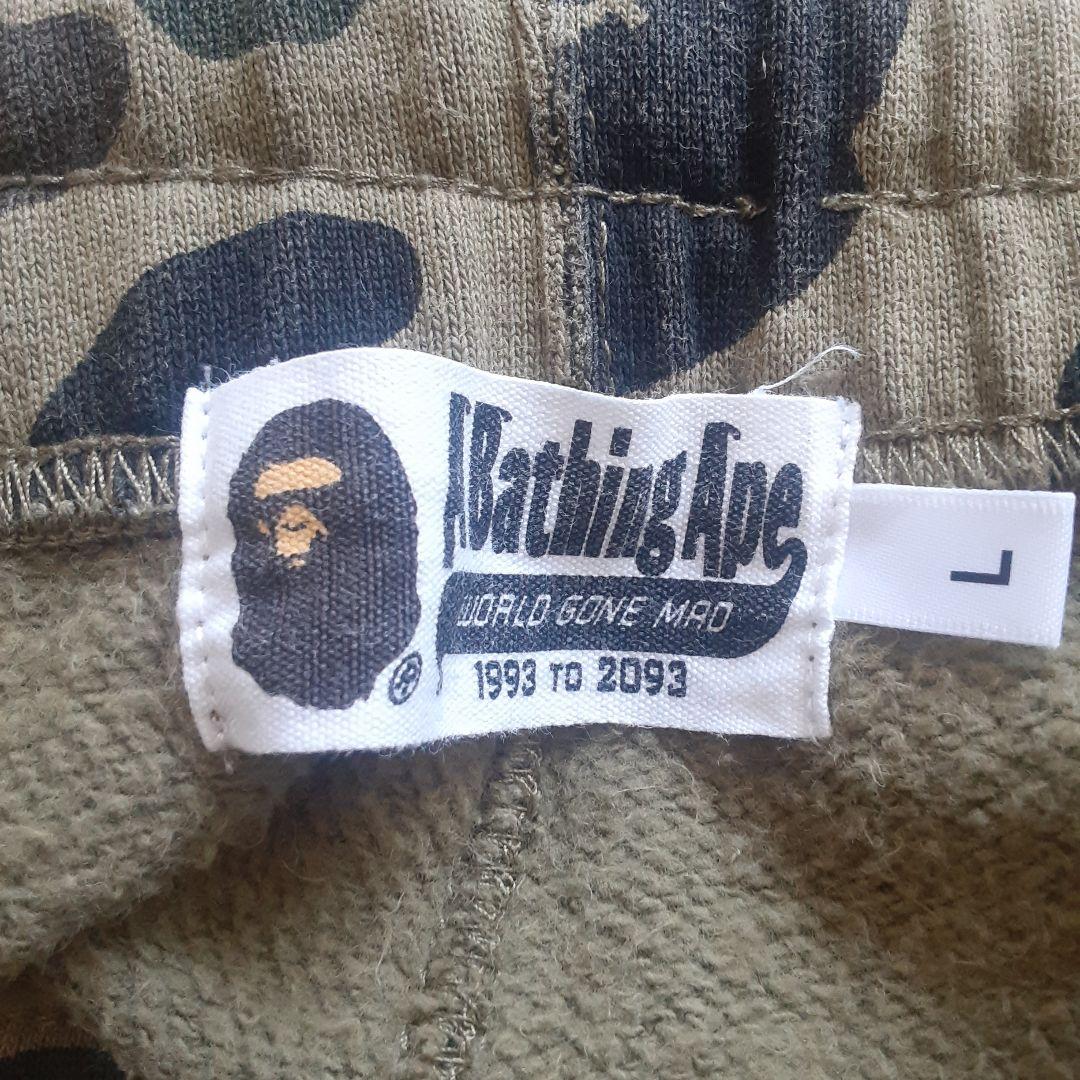 A Bathing Ape
WORLD GONE MAD
1993 TO 2093
®
L